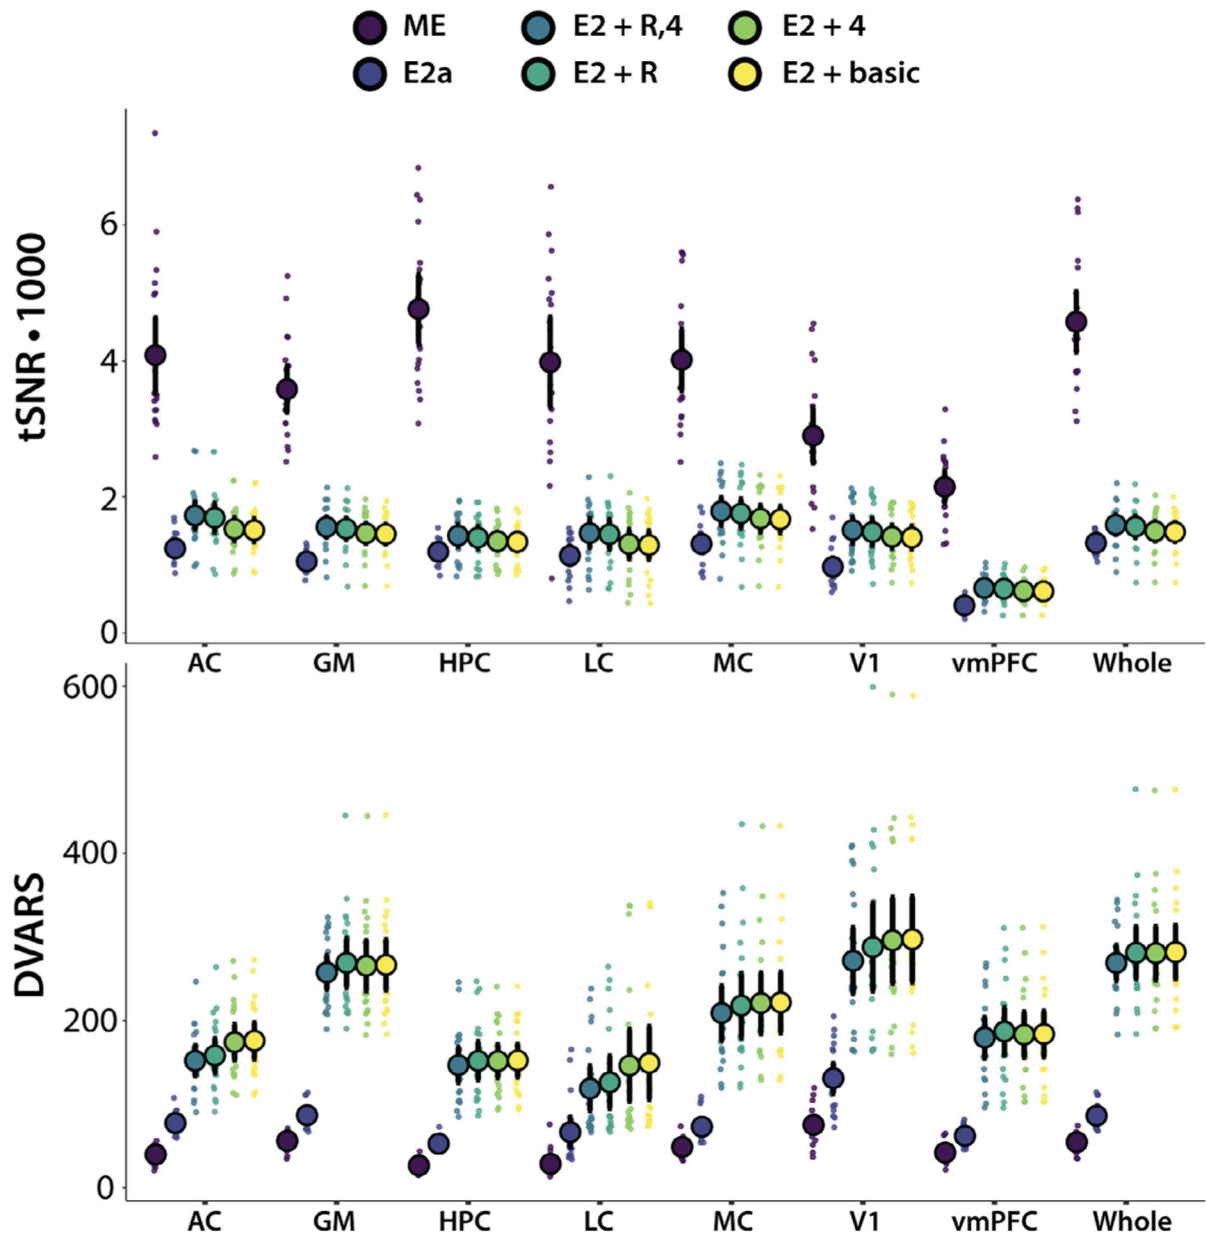 ME E2 + R,4 E2 + 4
E2a E2 + R E2 + basic
tSNR • 1000
6
4
2
0
AC GM HPC LC MC V1 vmPFC Whole
DVARS
600
400
200
0
AC GM HPC LC MC V1 vmPFC Whole